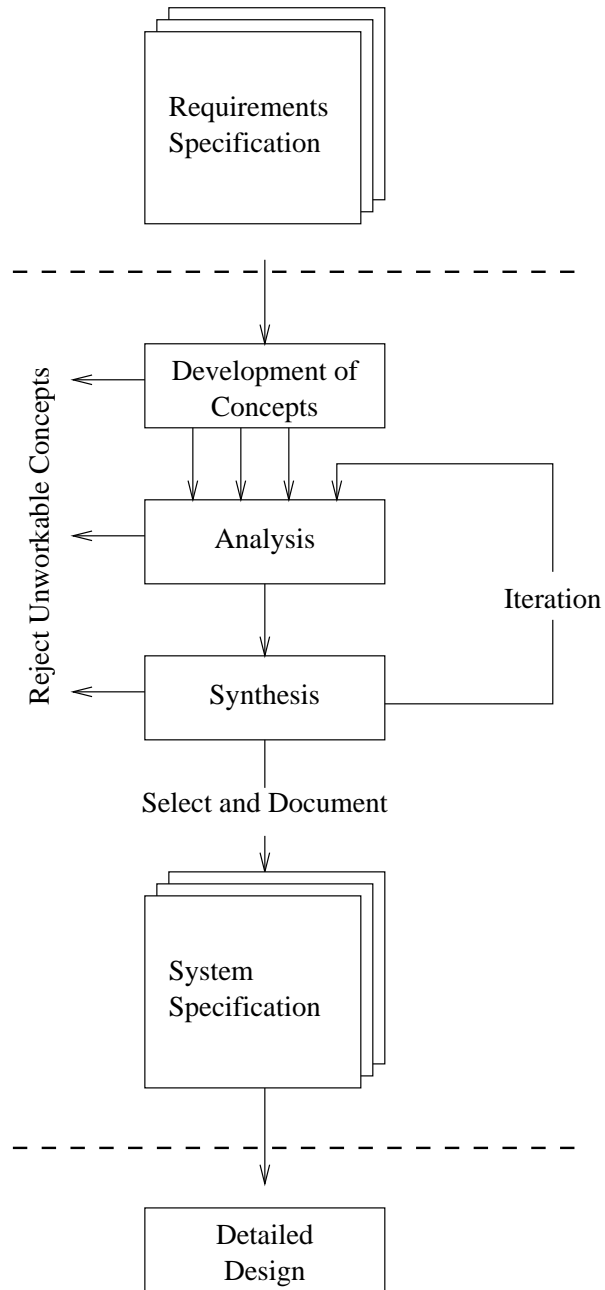 Requirements
Specification
Development of
Concepts
Reject Unworkable Concepts
Analysis
Iteration
Synthesis
Select and Document
System
Specification
Detailed
Design